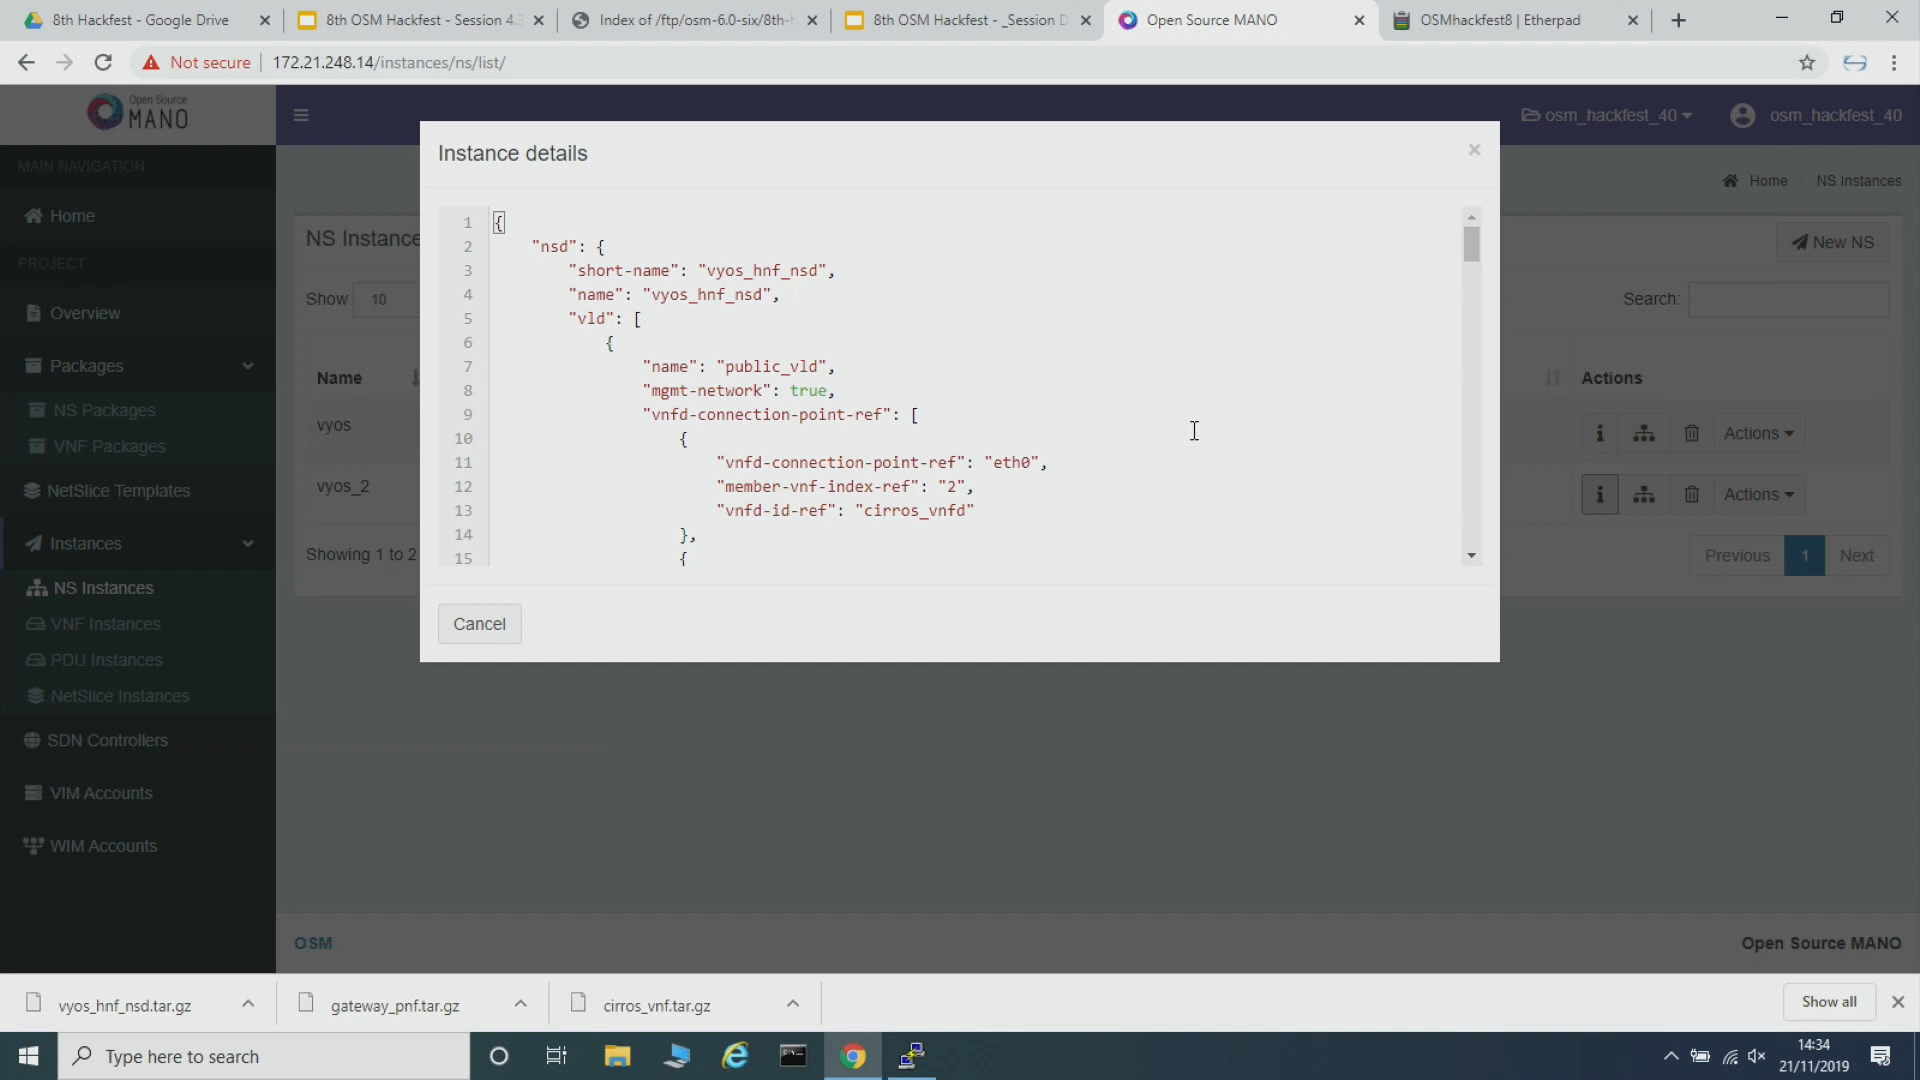 8th Hackfest - Google Drive
8th OSM Hackfest - Session 4.3
Index of /ftp/osm-6.0-six/8th-h
8th OSM Hackfest - _Session D
Open Source MANO
OSMhackfest8 | Etherpad
Not secure
172.21.248.14/instances/ns/list/
Open Source
MANO
osm_hackfest_40
osm_hackfest_40
MAIN NAVIGATION
Home
PROJECT
Overview
Packages
NS Packages
VNF Packages
NetSlice Templates
Instances
NS Instances
VNF Instances
PDU Instances
NetSlice Instances
SDN Controllers
VIM Accounts
WIM Accounts
Home
NS Instances
NS Instance
New NS
Show 10
Search:
Name
Actions
vyos
Actions
vyos_2
Actions
Showing 1 to 2
Previous 1 Next
Instance details
×
1 {
2 "nsd": {
3 "short-name": "vyos_hnf_nsd",
4 "name": "vyos_hnf_nsd",
5 "vld": [
6 {
7 "name": "public_vld",
8 "mgmt-network": true,
9 "vnfd-connection-point-ref": [
10 {
11 "vnfd-connection-point-ref": "eth0",
12 "member-vnf-index-ref": "2",
13 "vnfd-id-ref": "cirros_vnfd"
14 },
15 {
Cancel
OSM
Open Source MANO
vyos_hnf_nsd.tar.gz
gateway_pnf.tar.gz
cirros_vnf.tar.gz
Show all
Type here to search
14:34
21/11/2019